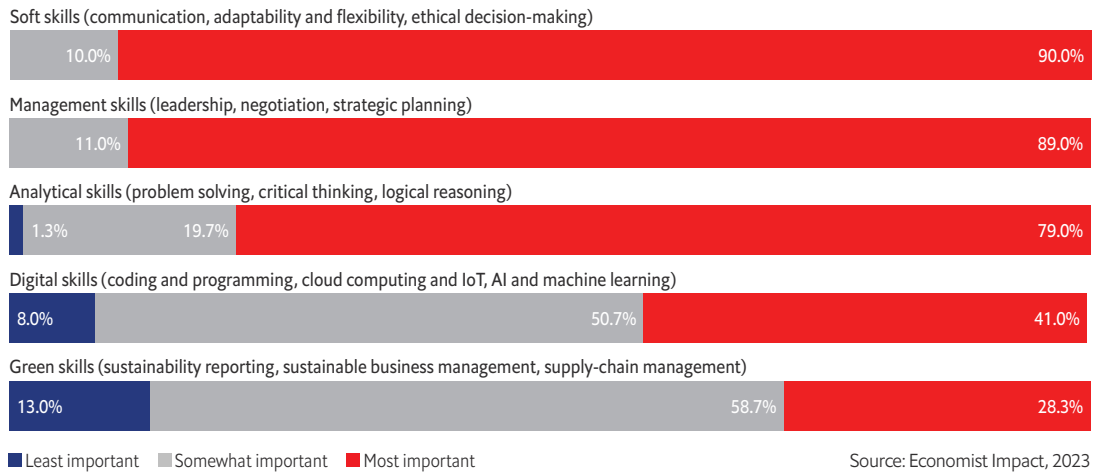 Soft skills (communication, adaptability and flexibility, ethical decision-making)
10.0% 90.0%
Management skills (leadership, negotiation, strategic planning)
11.0% 89.0%
Analytical skills (problem solving, critical thinking, logical reasoning)
1.3% 19.7% 79.0%
Digital skills (coding and programming, cloud computing and IoT, AI and machine learning)
8.0% 50.7% 41.0%
Green skills (sustainability reporting, sustainable business management, supply-chain management)
13.0% 58.7% 28.3%
Least important Somewhat important Most important Source: Economist Impact, 2023